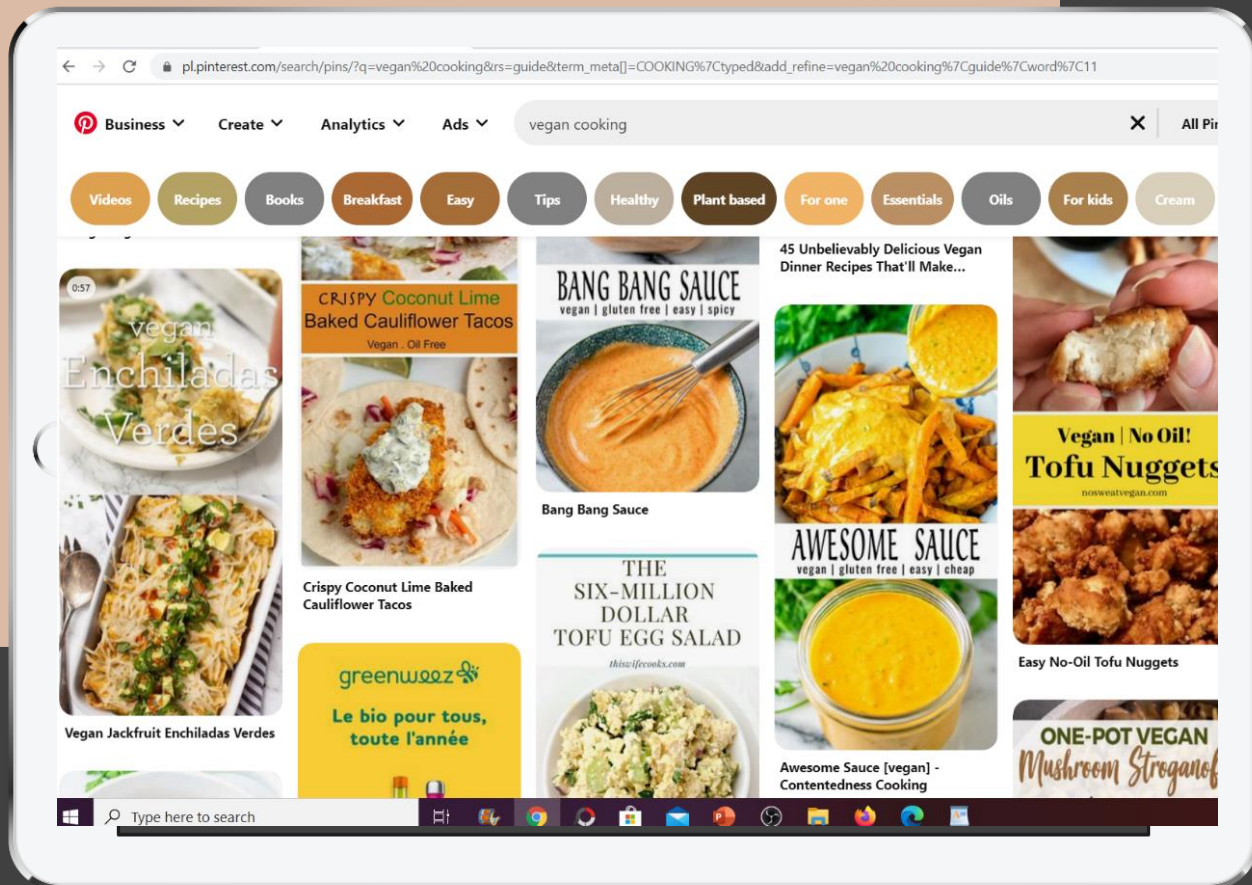 pl.pinterest.com/search/pins/?q=vegan%20cooking&rs=guide&term_meta[]=COOKING%7Ctyped&add_refine=vegan%20cooking%7Cguide%7Cword%7C11
Business Create Analytics Ads vegan cooking All Pi
Videos Recipes Books Breakfast Easy Tips Healthy Plant based For one Essentials Oils For kids Cream
0:57
vegan
Enchiladas
Verdes
Vegan Jackfruit Enchiladas Verdes
CRISPY Coconut Lime
Baked Cauliflower Tacos
Vegan . Oil Free
Crispy Coconut Lime Baked
Cauliflower Tacos
greenweez
Le bio pour tous,
toute l'année
BANG BANG SAUCE
vegan | gluten free | easy | spicy
Bang Bang Sauce
THE
SIX-MILLION
DOLLAR
TOFU EGG SALAD
thiswifecooks.com
45 Unbelievably Delicious Vegan
Dinner Recipes That'll Make...
AWESOME SAUCE
vegan | gluten free | easy | cheap
Awesome Sauce [vegan] -
Contentedness Cooking
Vegan | No Oil!
Tofu Nuggets
nosweatvegan.com
Easy No-Oil Tofu Nuggets
ONE-POT VEGAN
Mushroom Stroganof
Type here to search